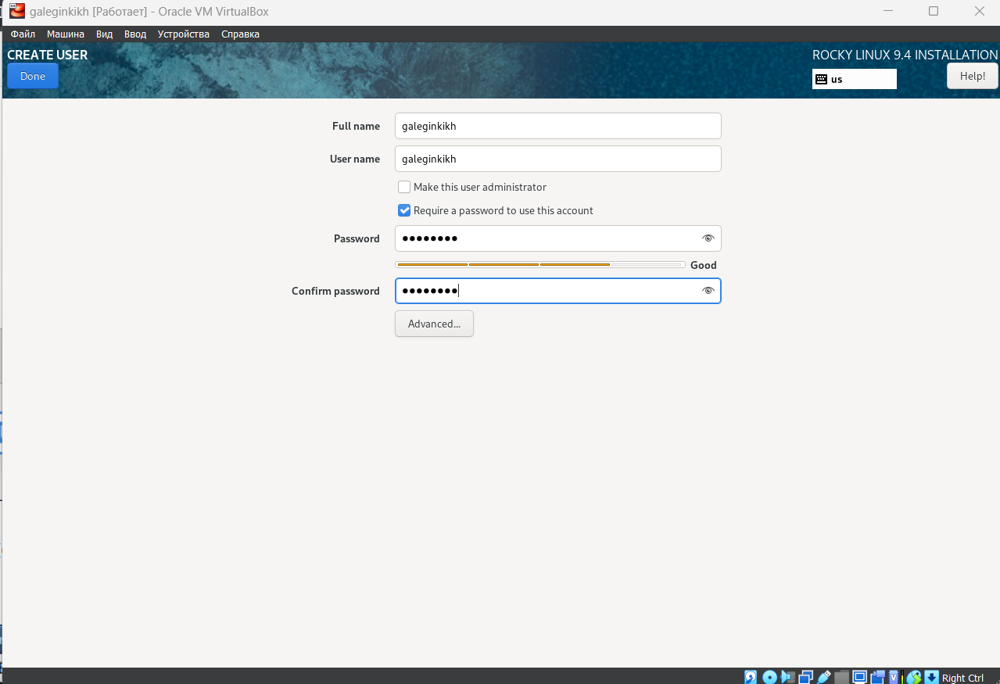 galeginkikh [Работает] - Oracle VM VirtualBox
Файл Машина Вид Ввод Устройства Справка
CREATE USER
ROCKY LINUX 9.4 INSTALLATION
Done
us
Help!
Full name galeginkikh
User name galeginkikh
Make this user administrator
Require a password to use this account
Password ●●●●●●●●
Good
Confirm password ●●●●●●●●
Advanced...
Right Ctrl